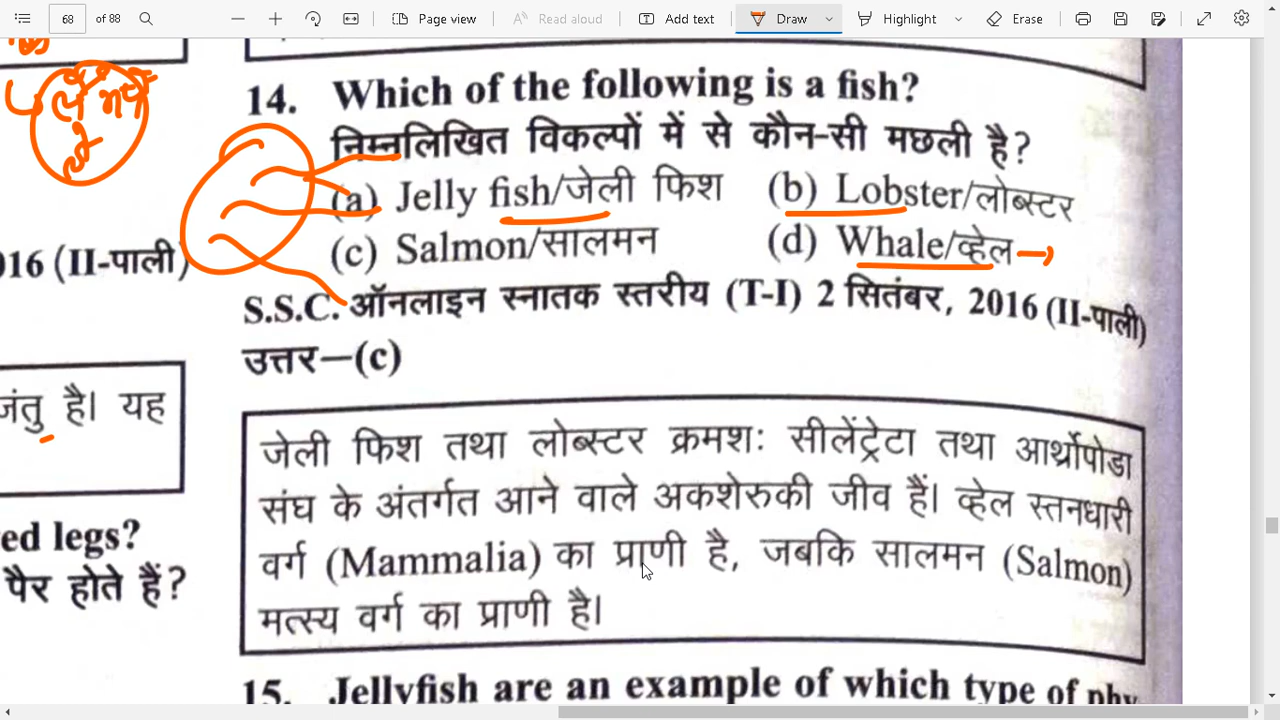 68 of 88 Page view Read aloud Add text Draw Highlight Erase
14. Which of the following is a fish?
निम्नलिखित विकल्पों में से कौन-सी मछली है?
(a) Jelly fish/जेली फिश (b) Lobster/लोब्स्टर
(c) Salmon/सालमन (d) Whale/व्हेल
S.S.C. ऑनलाइन स्नातक स्तरीय (T-I) 2 सितंबर, 2016 (II-पाली)
उत्तर—(c)
जेली फिश तथा लोब्स्टर क्रमशः सीलेंट्रेटा तथा आर्थ्रोपोडा
संघ के अंतर्गत आने वाले अकशेरुकी जीव हैं। व्हेल स्तनधारी
वर्ग (Mammalia) का प्राणी है, जबकि सालमन (Salmon)
मत्स्य वर्ग का प्राणी है।
15. Jellyfish are an example of which type of phy
016 (II-पाली)
जंतु है। यह
ed legs?
पैर होते हैं?